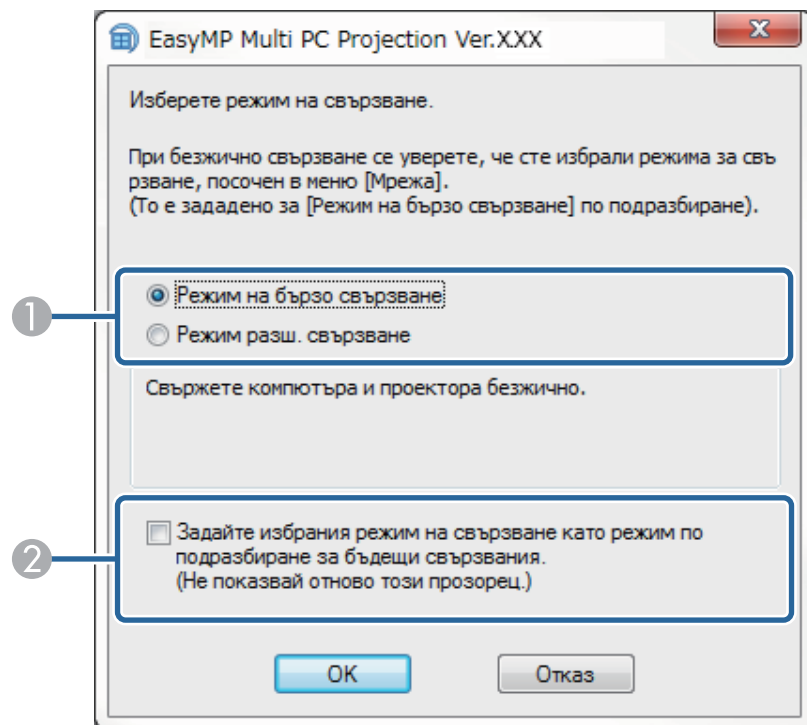 EasyMP Multi PC Projection Ver.X.XX
Изберете режим на свързване.
При безжично свързване се уверете, че сте избрали режима за свъ
рзване, посочен в меню [Мрежа].
(То е зададено за [Режим на бързо свързване] по подразбиране).
1
Режим на бързо свързване
Режим разш. свързване
Свържете компютъра и проектора безжично.
2
Задайте избрания режим на свързване като режим по
подразбиране за бъдещи свързвания.
(Не показвай отново този прозорец.)
OK
Отказ